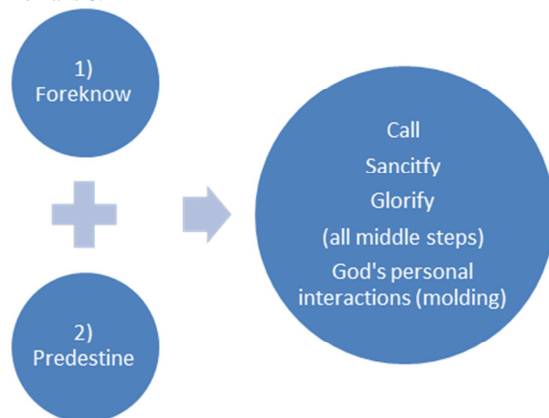 1)
Foreknow
2)
Predestine
Call
Sancitfy
Glorify
(all middle steps)
God's personal
interactions (molding)